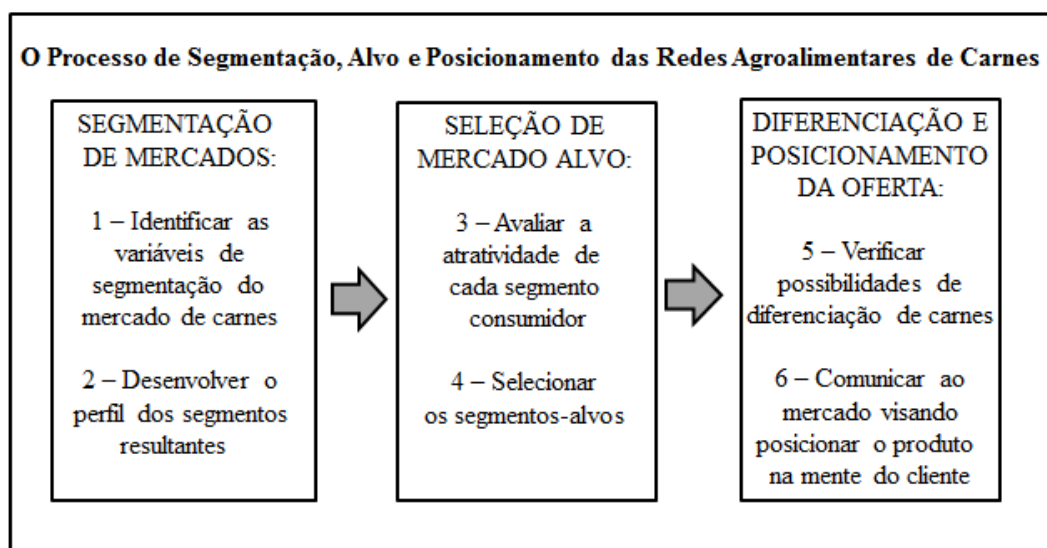 O Processo de Segmentação, Alvo e Posicionamento das Redes Agroalimentares de Carnes
SEGMENTAÇÃO
DE MERCADOS:
1 – Identificar as
variáveis de
segmentação do
mercado de carnes
2 – Desenvolver o
perfil dos segmentos
resultantes
SELEÇÃO DE
MERCADO ALVO:
3 – Avaliar a
atratividade de
cada segmento
consumidor
4 – Selecionar
os segmentos-alvos
DIFERENCIAÇÃO E
POSICIONAMENTO
DA OFERTA:
5 – Verificar
possibilidades de
diferenciação de carnes
6 – Comunicar ao
mercado visando
posicionar o produto
na mente do cliente